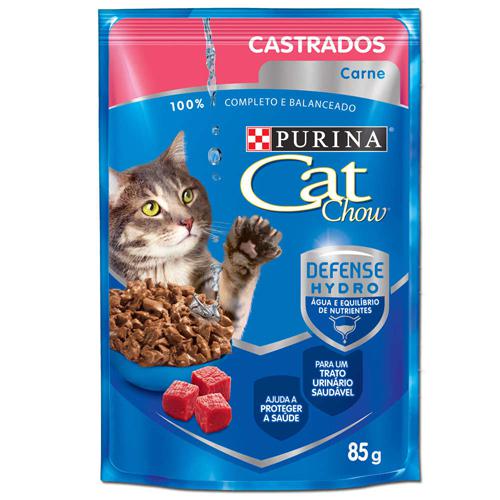 CASTRADOS
Carne
100% COMPLETO E BALANCEADO
PURINA
Cat
Chow®
DEFENSE
HYDRO
ÁGUA E EQUILÍBRIO
DE NUTRIENTES
PARA UM
TRATO
URINÁRIO
SAUDÁVEL
AJUDA A
PROTEGER
A SAÚDE
85g